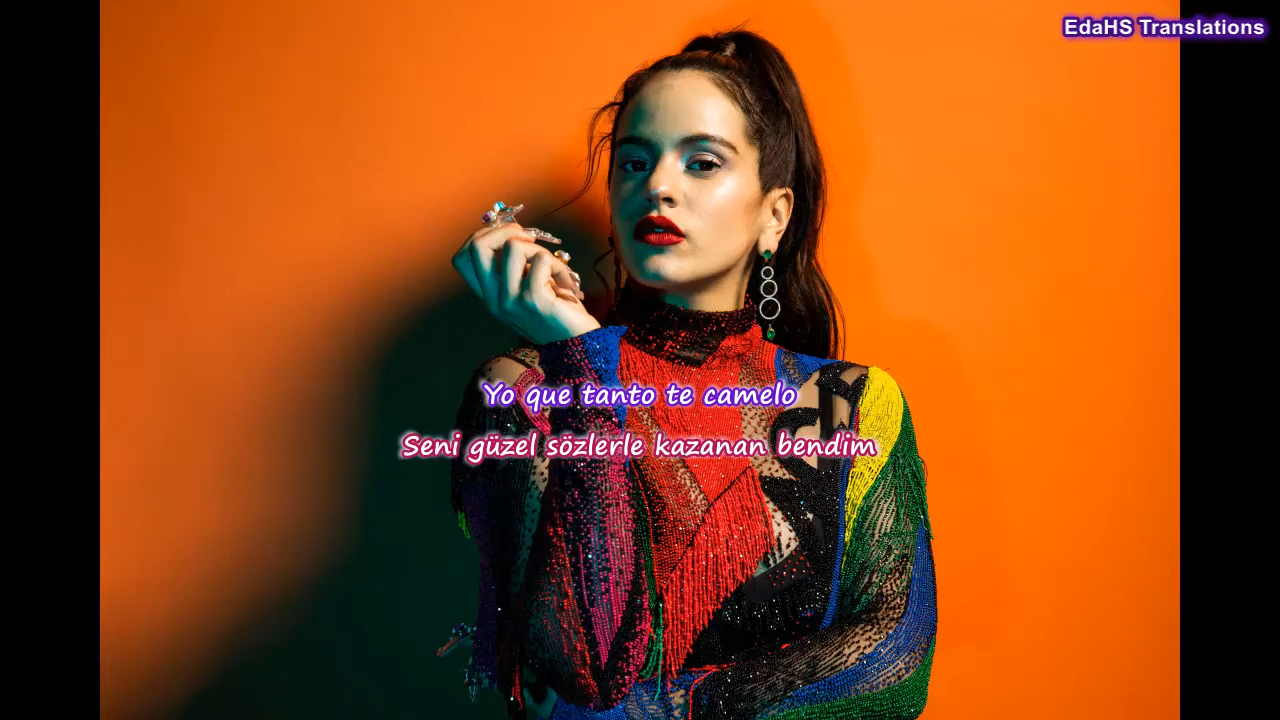 EdaHS Translations
Yo que tanto te camelo
Seni güzel sözlerle kazanan bendim